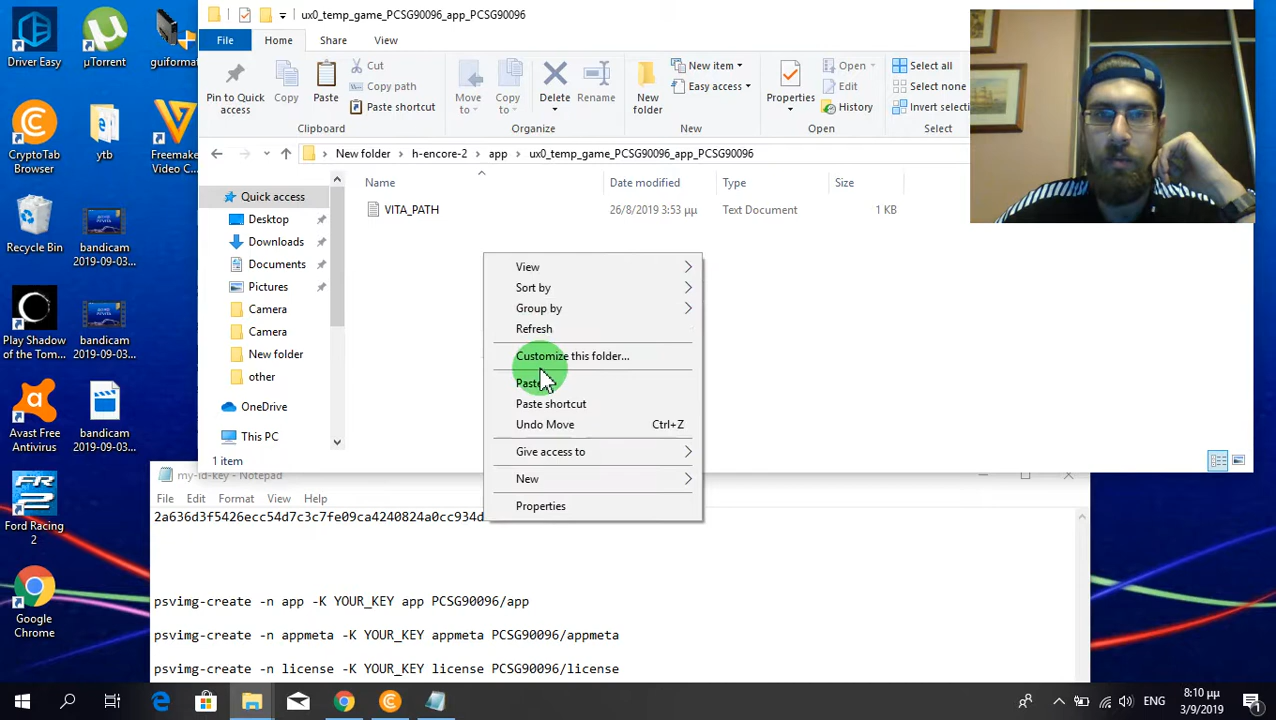 Driver Easy
µTorrent
guiformat
CryptoTab Browser
ytb
Freemake Video C...
Recycle Bin
bandicam 2019-09-03...
Play Shadow of the Tom...
bandicam 2019-09-03...
Avast Free Antivirus
bandicam 2019-09-03...
Ford Racing 2
Google Chrome
ux0_temp_game_PCSG90096_app_PCSG90096
File Home Share View
Pin to Quick access
Copy
Paste
Cut
Copy path
Paste shortcut
Clipboard
Move to
Copy to
Delete
Rename
Organize
New folder
New item
Easy access
New
Properties
Open
Edit
History
Open
Select all
Select none
Invert selecti
Select
New folder > h-encore-2 > app > ux0_temp_game_PCSG90096_app_PCSG90096
Name Date modified Type Size
VITA_PATH 26/8/2019 3:53 μμ Text Document 1 KB
Quick access
Desktop
Downloads
Documents
Pictures
Camera
Camera
New folder
other
OneDrive
This PC
1 item
View
Sort by
Group by
Refresh
Customize this folder...
Paste
Paste shortcut
Undo Move Ctrl+Z
Give access to
New
Properties
my-id-key - Notepad
File Edit Format View Help
2a636d3f5426ecc54d7c3c7fe09ca4240824a0cc934d
psvimg-create -n app -K YOUR_KEY app PCSG90096/app
psvimg-create -n appmeta -K YOUR_KEY appmeta PCSG90096/appmeta
psvimg-create -n license -K YOUR_KEY license PCSG90096/license
ENG
8:10 μμ
3/9/2019
1